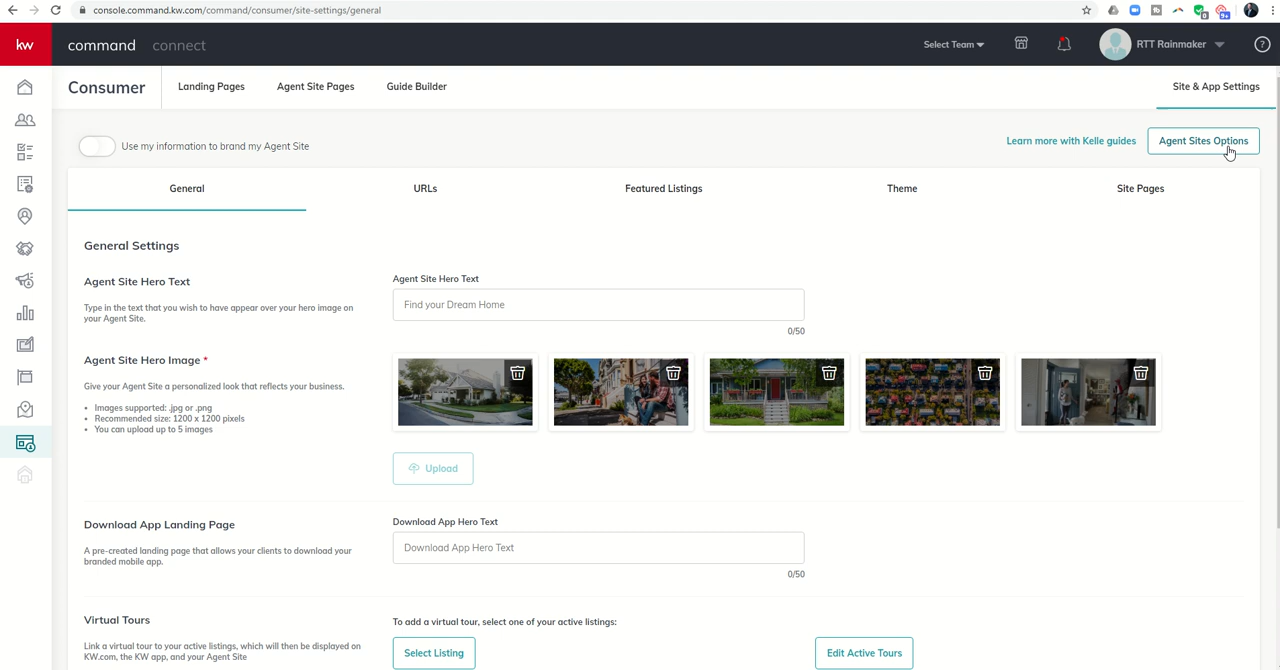 console.command.kw.com/command/consumer/site-settings/general
0
9+
kw
command
connect
Select Team
RTT Rainmaker
?
Consumer
Landing Pages
Agent Site Pages
Guide Builder
Site & App Settings
Use my information to brand my Agent Site
Learn more with Kelle guides
Agent Sites Options
General
URLs
Featured Listings
Theme
Site Pages
General Settings
Agent Site Hero Text
Type in the text that you wish to have appear over your hero image on
your Agent Site.
Agent Site Hero Text
Find your Dream Home
0/50
Agent Site Hero Image *
Give your Agent Site a personalized look that reflects your business.
• Images supported: .jpg or .png
• Recommended size: 1200 x 1200 pixels
• You can upload up to 5 images
Upload
Download App Landing Page
A pre-created landing page that allows your clients to download your
branded mobile app.
Download App Hero Text
Download App Hero Text
0/50
Virtual Tours
Link a virtual tour to your active listings, which will then be displayed on
KW.com, the KW app, and your Agent Site
To add a virtual tour, select one of your active listings:
Select Listing
Edit Active Tours